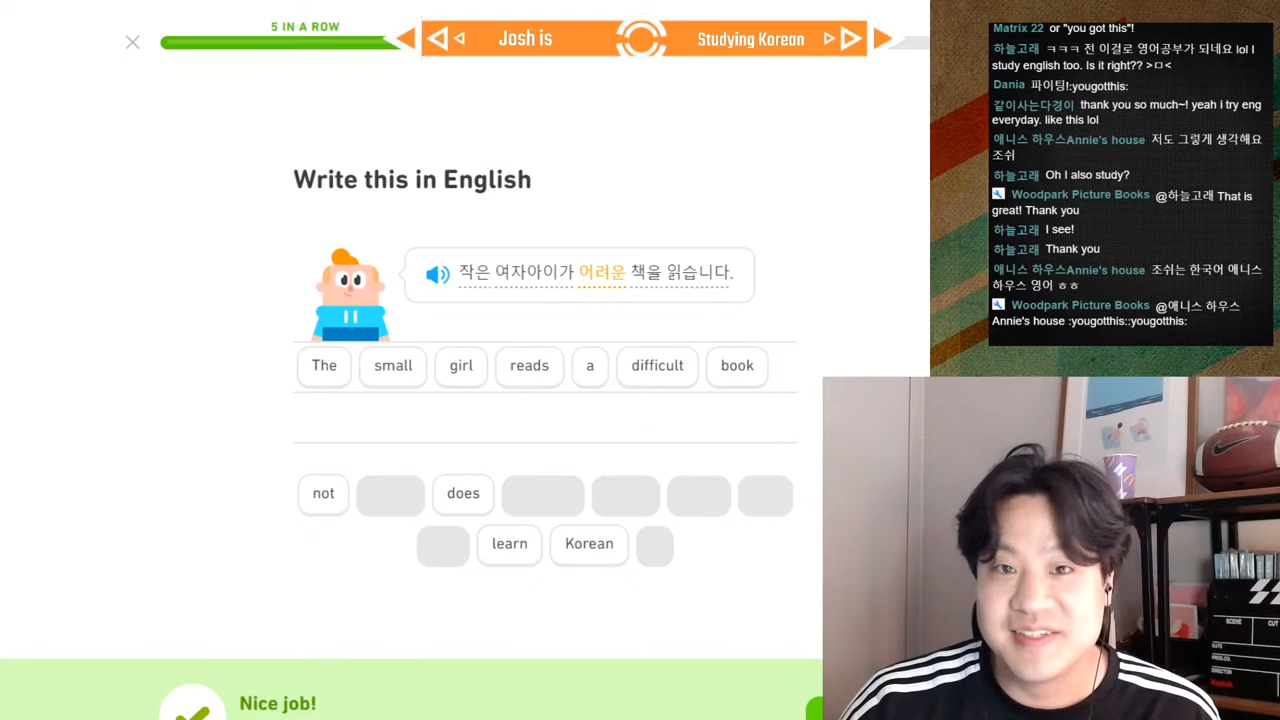 5 IN A ROW
Josh is
Studying Korean
Write this in English
작은 여자아이가 어려운 책을 읽습니다.
The small girl reads a difficult book
not does
learn Korean
Nice job!
Matrix 22 or "you got this"!
하늘고래 ㅋㅋㅋ 전 이걸로 영어공부가 되네요 lol I
study english too. Is it right?? >ㅁ<
Dania 파이팅!:yougotthis:
같이사는다경이 thank you so much~! yeah i try eng
everyday. like this lol
애니스 하우스Annie's house 저도 그렇게 생각해요
조쉬
하늘고래 Oh I also study?
Woodpark Picture Books @하늘고래 That is
great! Thank you
하늘고래 I see!
하늘고래 Thank you
애니스 하우스Annie's house 조쉬는 한국어 애니스
하우스 영어 ㅎㅎ
Woodpark Picture Books @애니스 하우스
Annie's house :yougotthis::yougotthis:
SCENE CUT